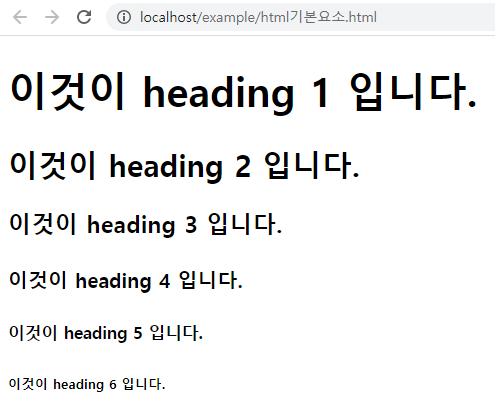 localhost/example/html기본요소.html
이것이 heading 1 입니다.
이것이 heading 2 입니다.
이것이 heading 3 입니다.
이것이 heading 4 입니다.
이것이 heading 5 입니다.
이것이 heading 6 입니다.